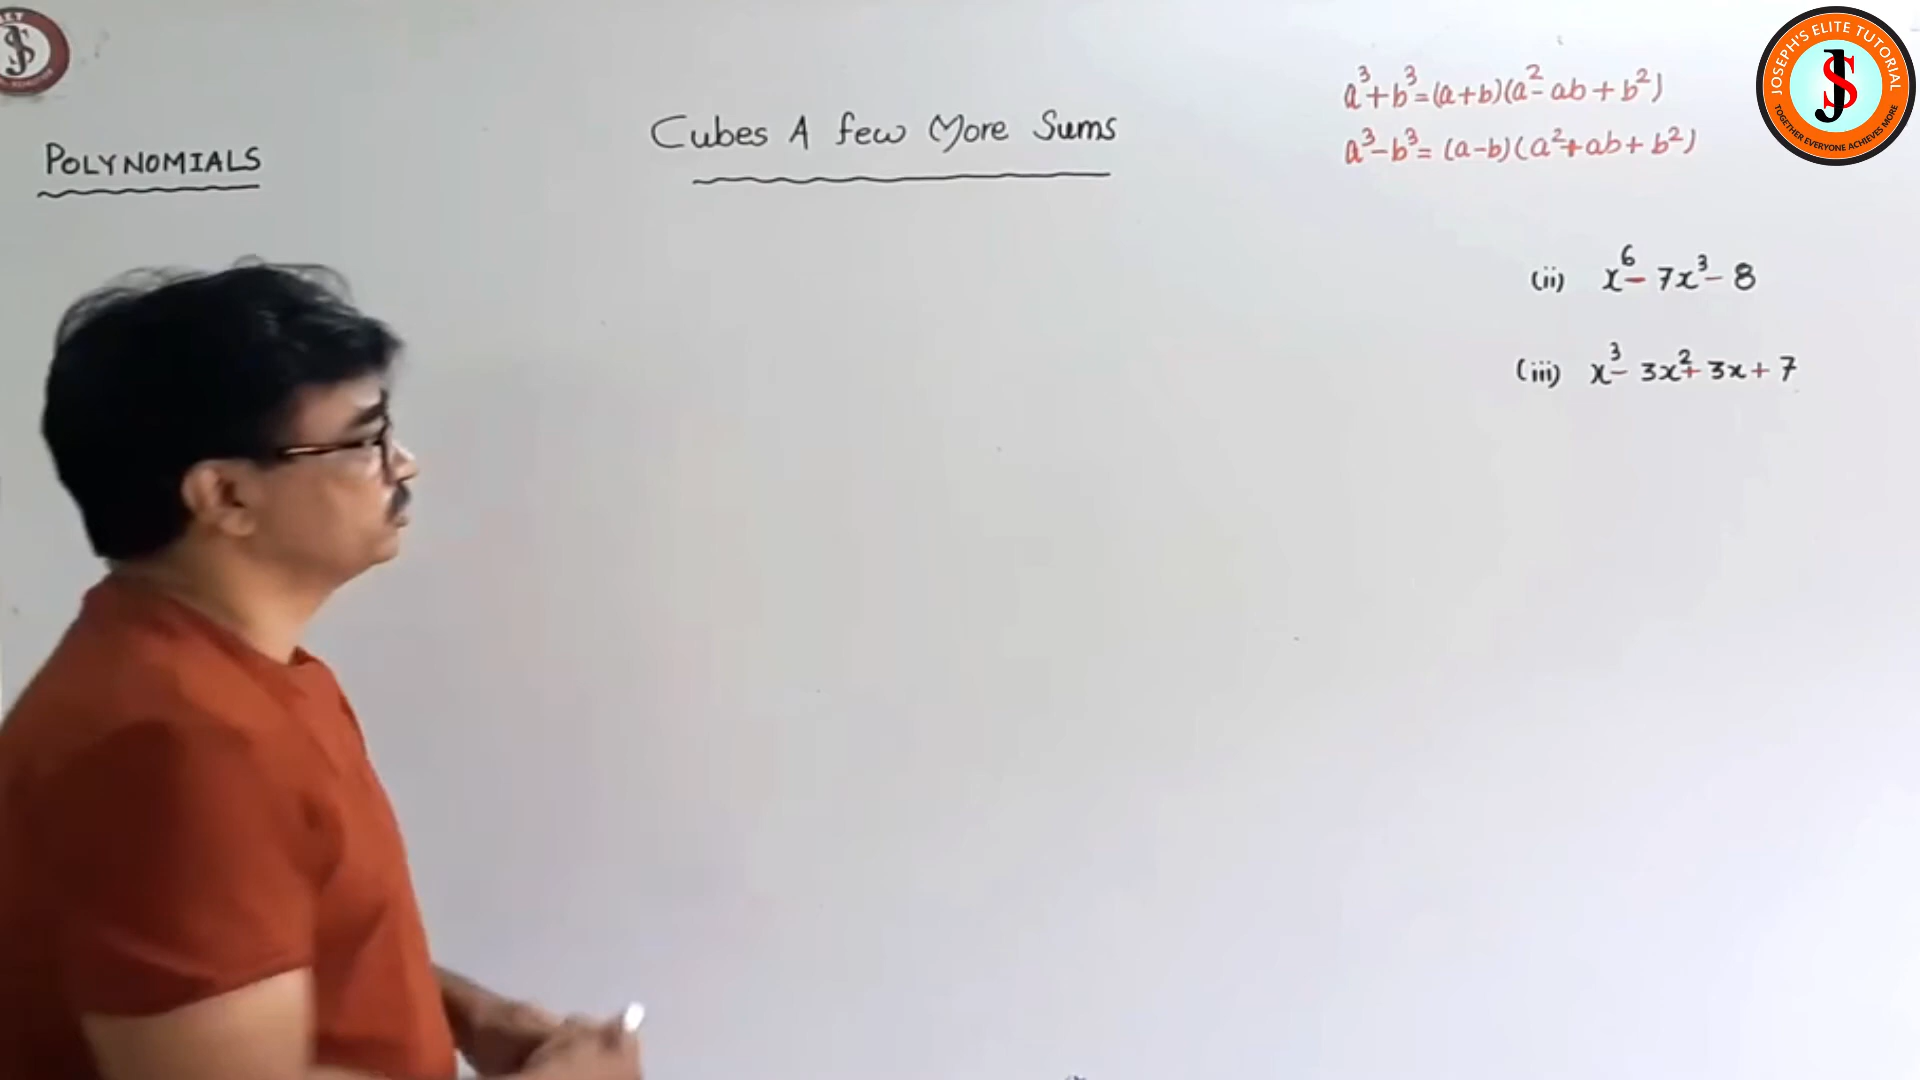 POLYNOMIALS
Cubes A few More Sums
a³+b³=(a+b)(a²-ab+b²)
a³-b³= (a-b)(a²+ab+b²)
(ii) x⁶- 7x³- 8
(iii) x³- 3x²+ 3x+7
JOSEPH'S ELITE TUTORIAL
JS
TOGETHER EVERYONE ACHIEVES MORE